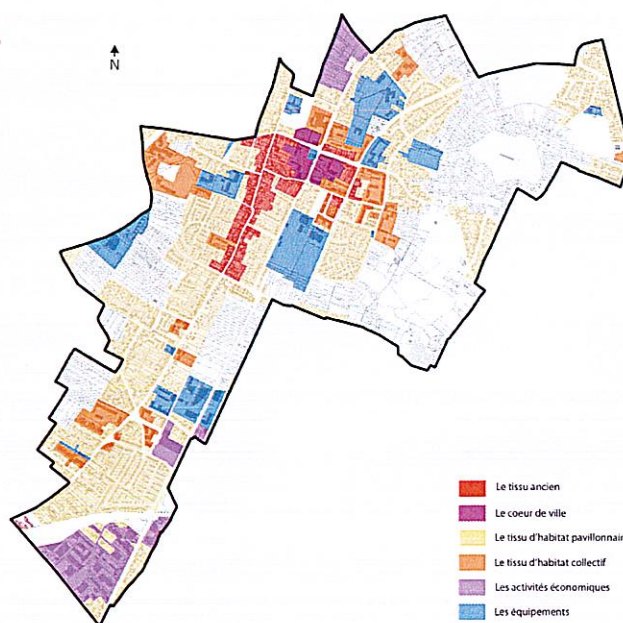 N
Le tissu ancien
Le coeur de ville
Le tissu d'habitat pavillonnair
Le tissu d'habitat collectif
Les activités économiques
Les équipements